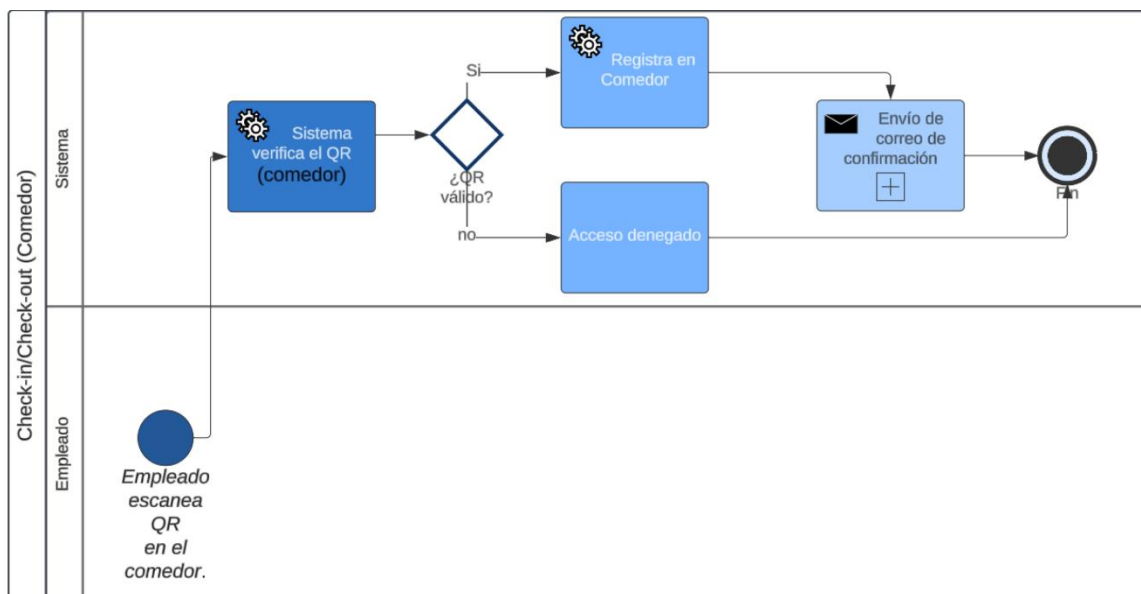 Check-in/Check-out (Comedor)
Sistema
Empleado
Sistema
verifica el QR
(comedor)
¿QR
válido?
Si
no
Registra en
Comedor
Acceso denegado
Envío de
correo de
confirmación
Fin
Empleado
escanea
QR
en el
comedor.